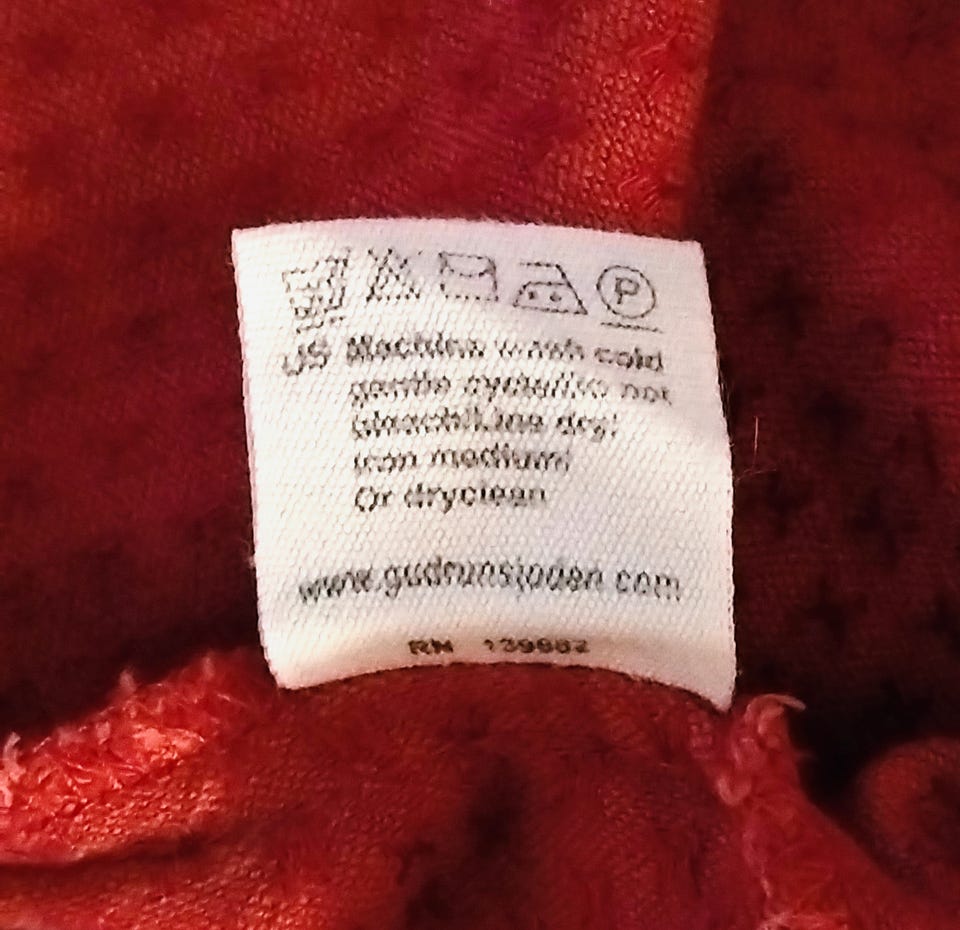 US Machine wash cold
gentle cycle/Do not
bleach/Line dry/
Iron medium/
Or dryclean
www.gudrunsjoden.com
RN